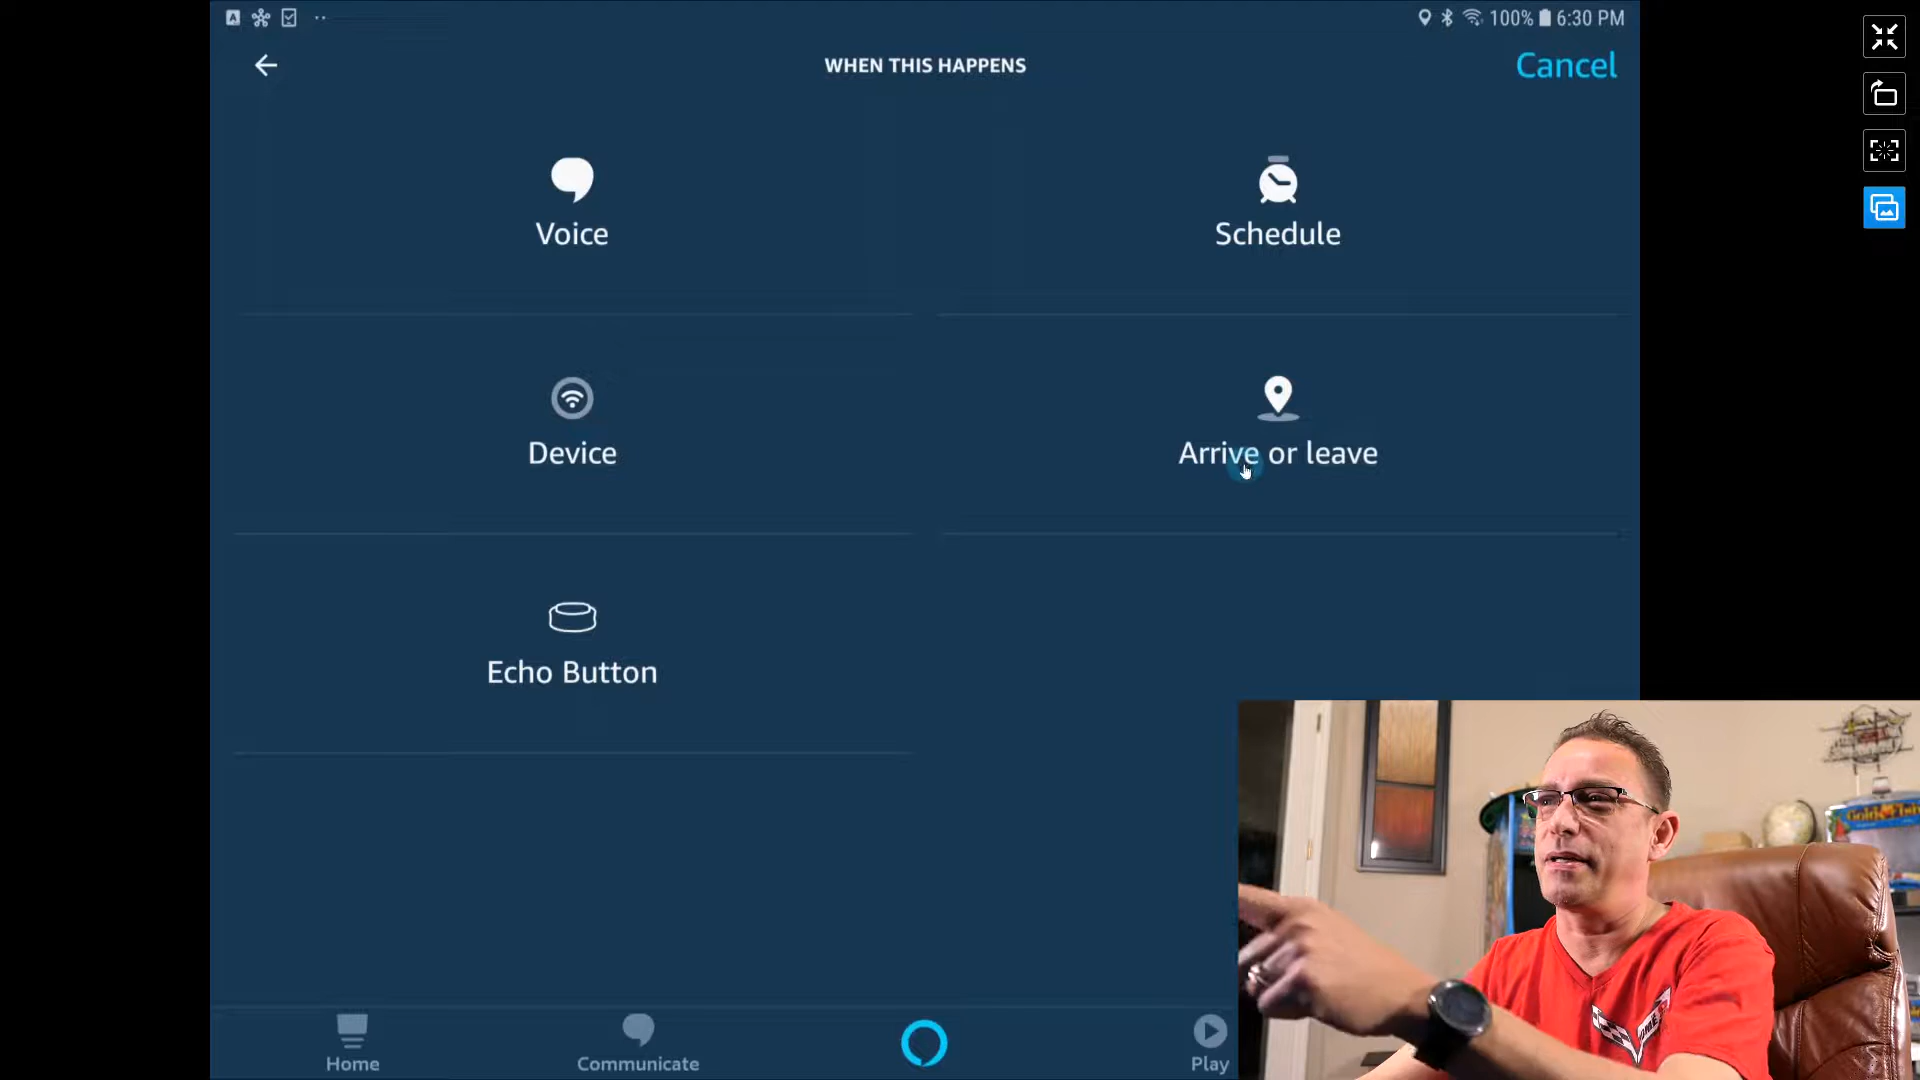 100% 6:30 PM
WHEN THIS HAPPENS
Cancel
Voice
Schedule
Device
Arrive or leave
Echo Button
Home
Communicate
Play